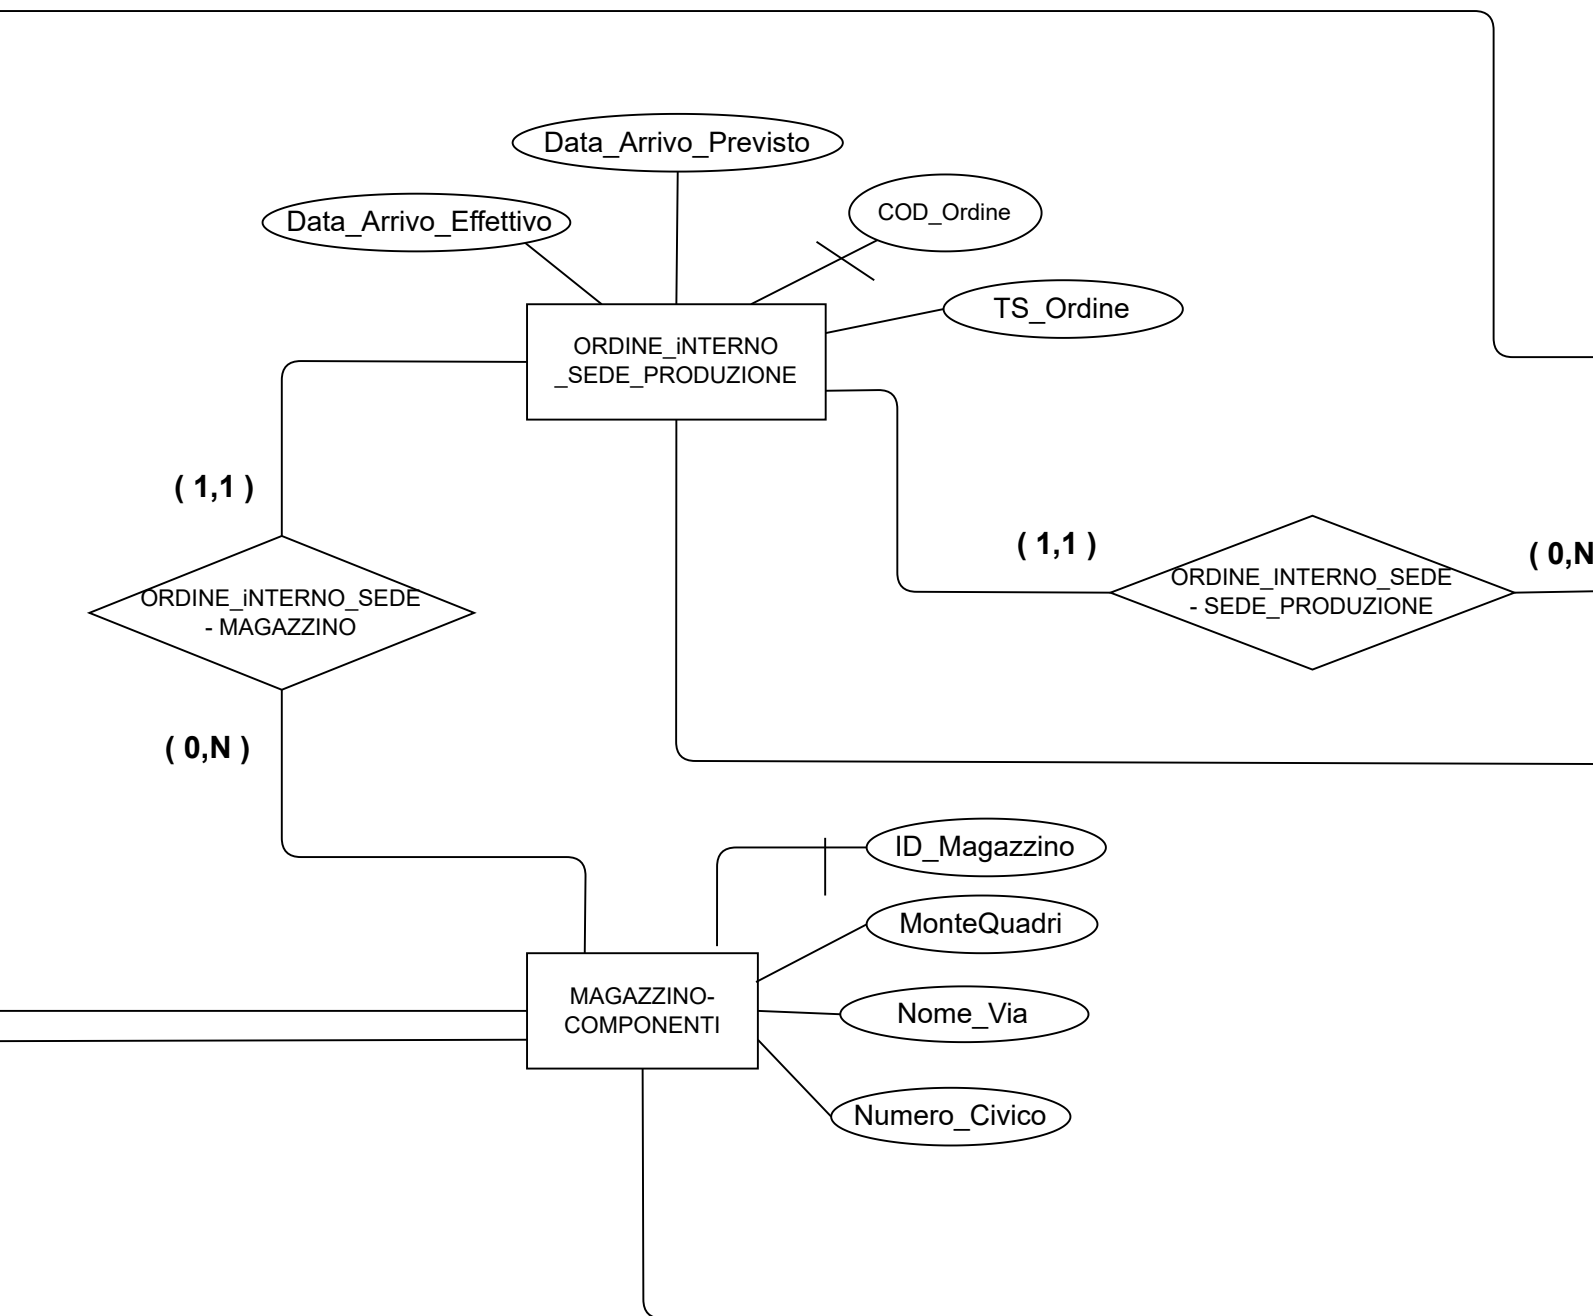 Data_Arrivo_Previsto
Data_Arrivo_Effettivo
COD_Ordine
TS_Ordine
ORDINE_iNTERNO
_SEDE_PRODUZIONE
( 1,1 )
( 1,1 )
( 0,N
ORDINE_iNTERNO_SEDE
- MAGAZZINO
ORDINE_INTERNO_SEDE
- SEDE_PRODUZIONE
( 0,N )
ID_Magazzino
MonteQuadri
MAGAZZINO-
COMPONENTI
Nome_Via
Numero_Civico